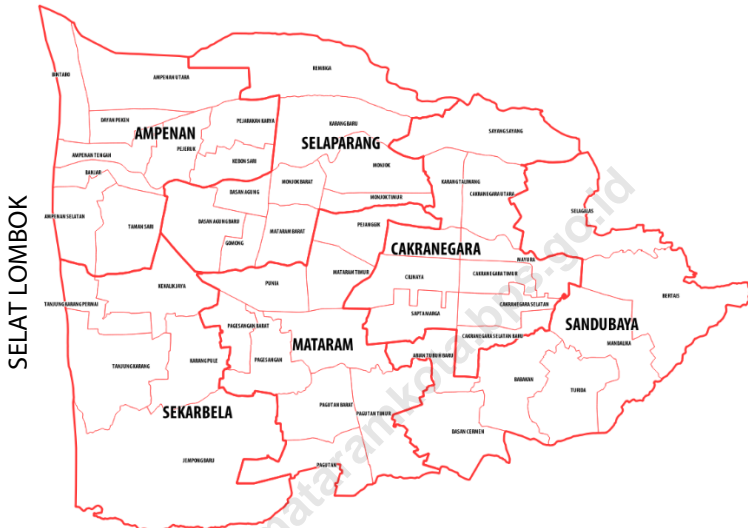 REMBIGA
BINTARO
AMPENAN UTARA
DAYAN PEKEN
PEJARAKAN KARYA
KARANG BARU
SAYANG SAYANG
AMPENAN
SELAPARANG
PEJERUK
AMPENAN TENGAH
KEBON SARI
MONJOK
BANJAR
MONJOK BARAT
KARANG TALIWANG
DASAN AGUNG
MONJOK TIMUR
CAKRANEGARA UTARA
SELAGALAS
AMPENAN SELATAN
TAMAN SARI
DASAN AGUNG BARU
GOMONG
MATARAM BARAT
PEJANGGIK
CAKRANEGARA
MAYURA
MATARAM TIMUR
CILINAYA
CAKRANEGARA TIMUR
KEKALIK JAYA
PUNIA
BERTAIS
TANJUNG KARANG PERMAI
CAKRANEGARA SELATAN
SAPTA MARGA
SANDUBAYA
PAGESANGAN BARAT
CAKRANEGARA SELATAN BARU
MATARAM
MANDALIKA
PAGESANGAN
ABIAN TUBUH BARU
TANJUNG KARANG
KARANG PULE
BABAKAN
TURIDA
SEKARBELA
PAGUTAN BARAT
PAGUTAN TIMUR
DASAN CERMEN
JEMPONG BARU
PAGUTAN
SELAT LOMBOK
mataramkota.bps.go.id